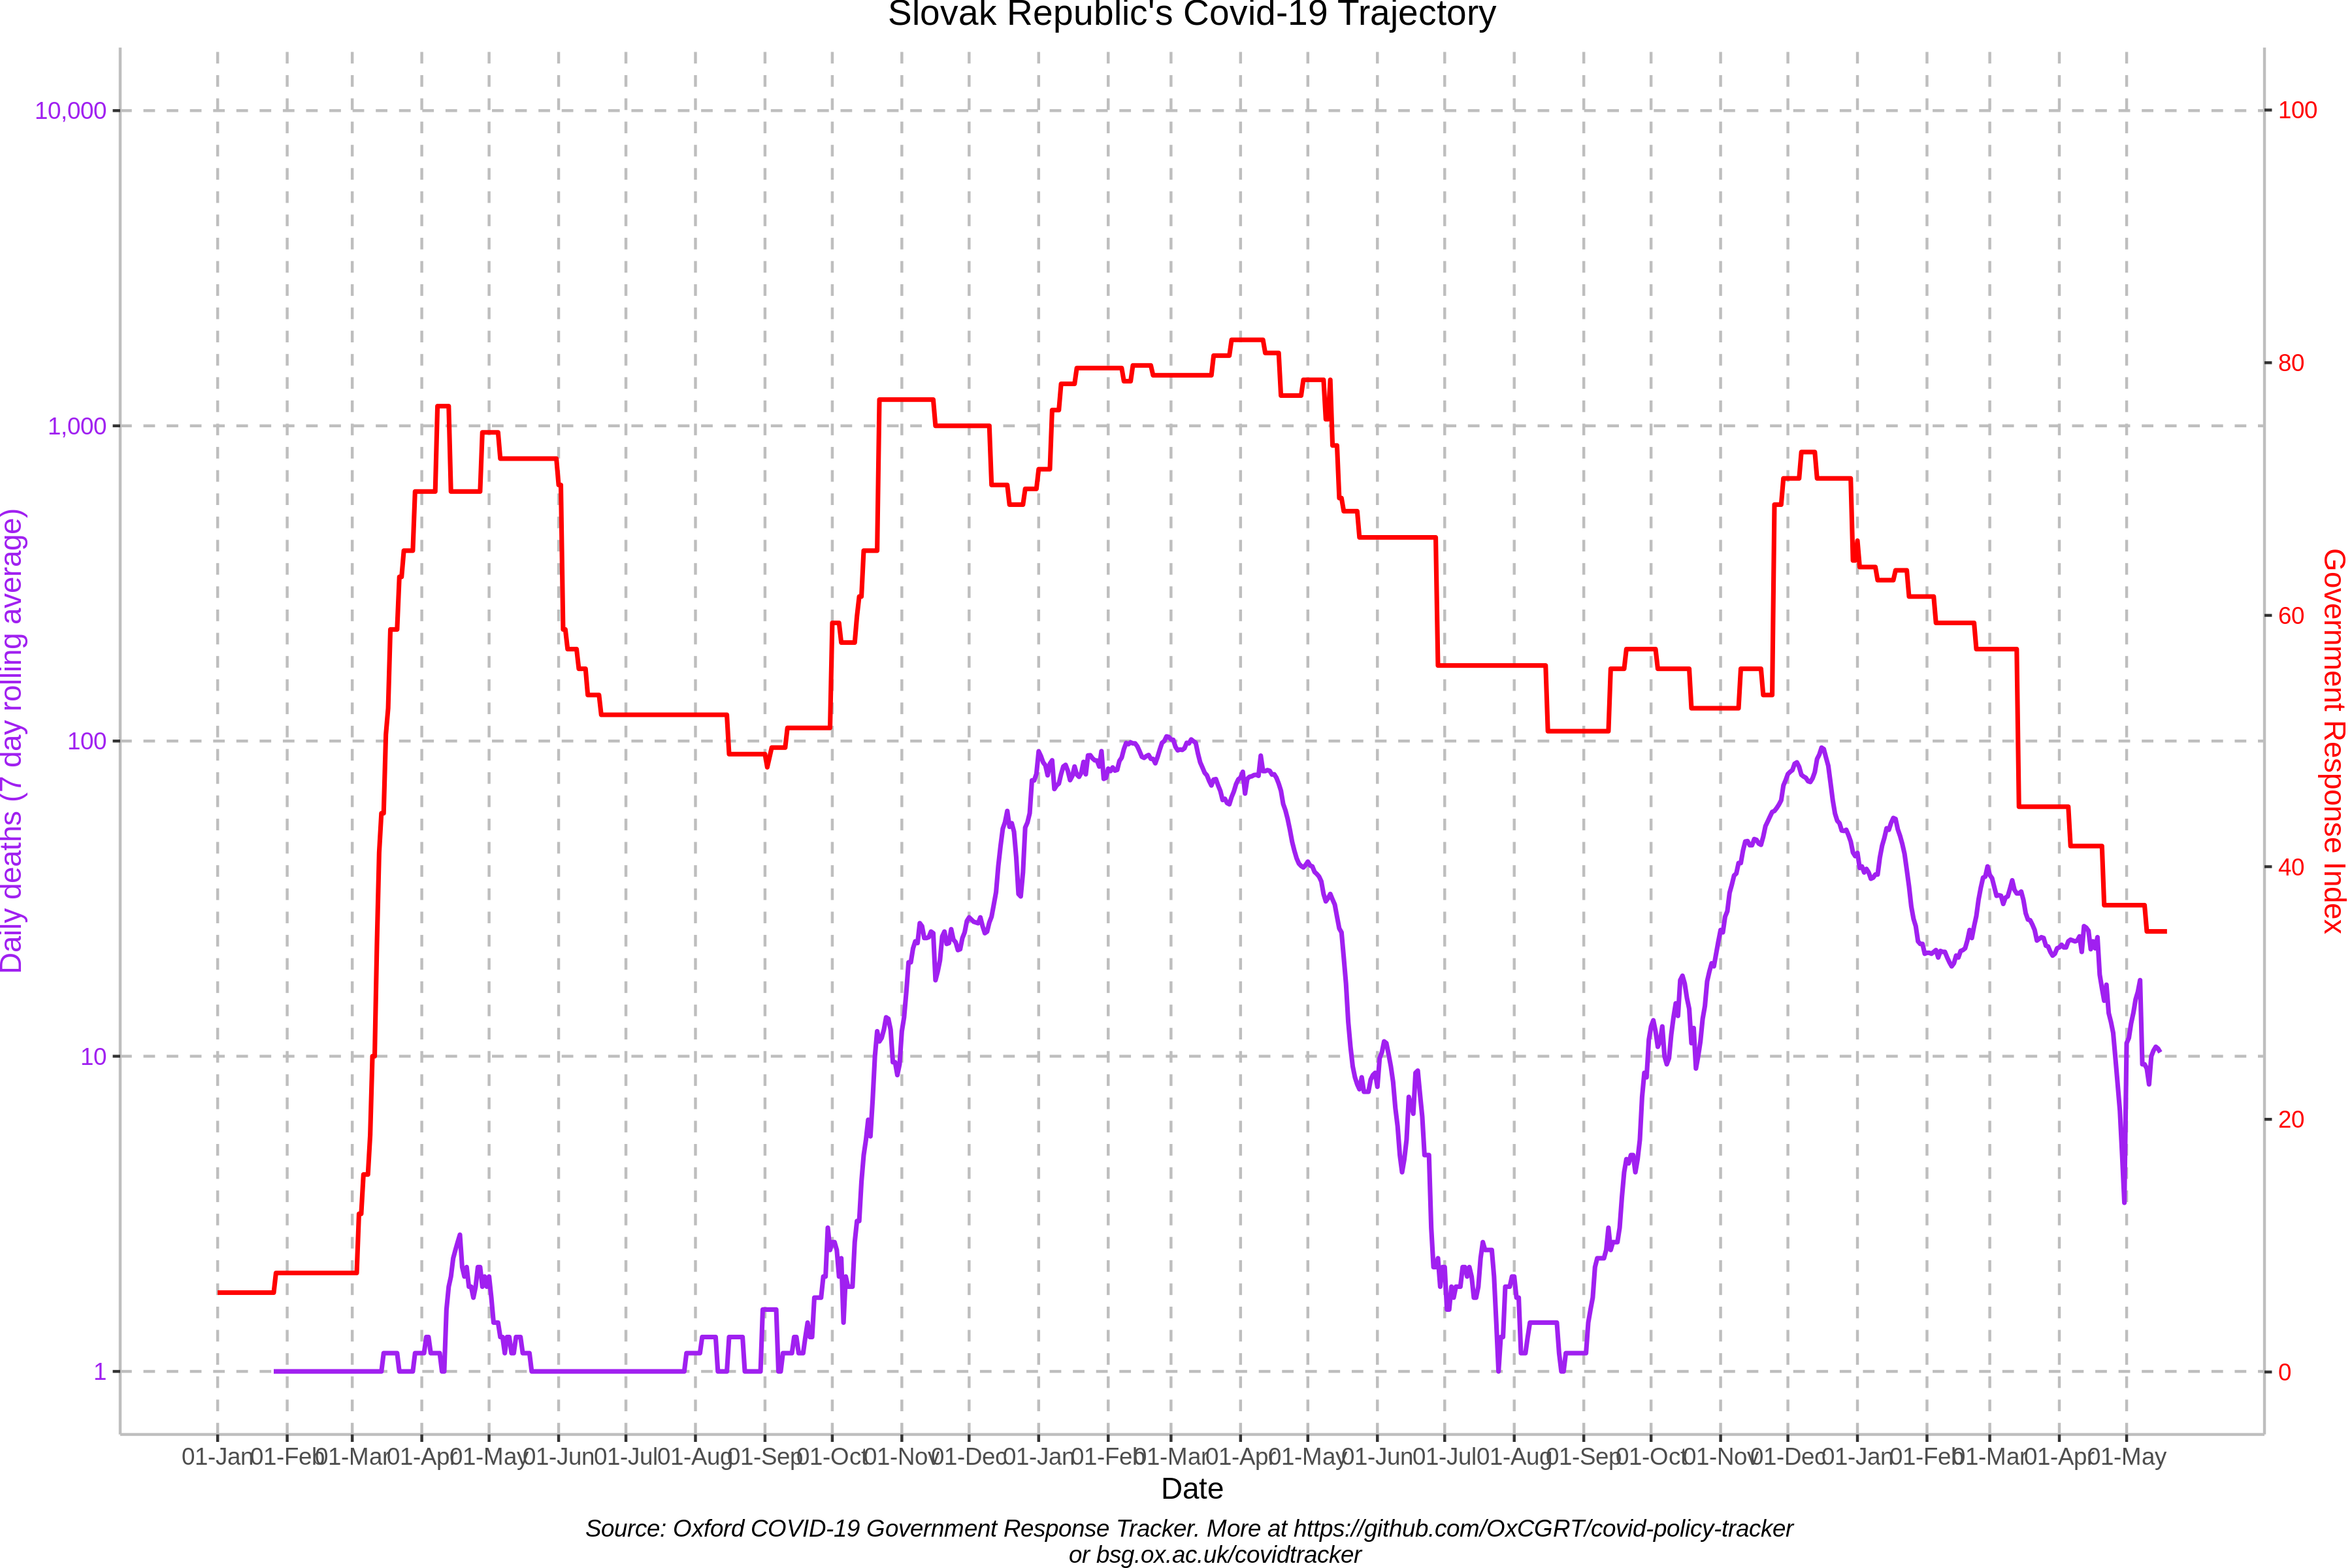 Slovak Republic's Covid-19 Trajectory
10,000
1,000
100
10
1
Daily deaths (7 day rolling average)
100
80
60
40
20
0
Government Response Index
01-Jan 01-Feb 01-Mar 01-Apr 01-May 01-Jun 01-Jul 01-Aug 01-Sep 01-Oct 01-Nov 01-Dec 01-Jan 01-Feb 01-Mar 01-Apr 01-May 01-Jun 01-Jul 01-Aug 01-Sep 01-Oct 01-Nov 01-Dec 01-Jan 01-Feb 01-Mar 01-Apr 01-May
Date
Source: Oxford COVID-19 Government Response Tracker. More at https://github.com/OxCGRT/covid-policy-tracker
or bsg.ox.ac.uk/covidtracker